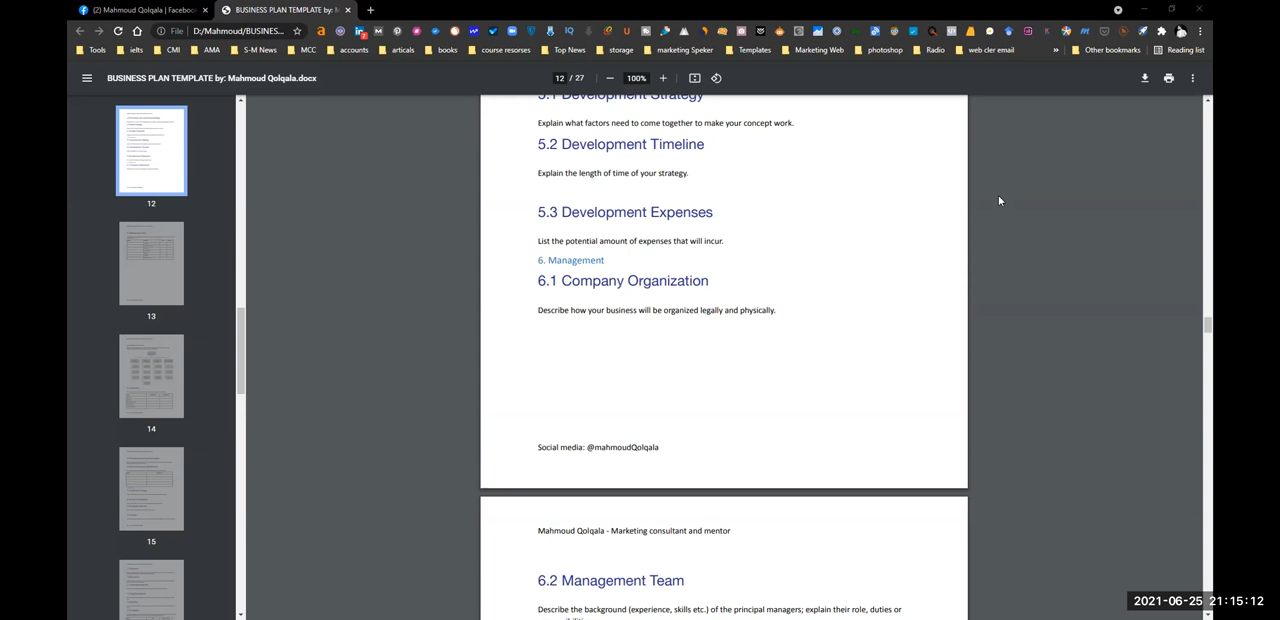 (2) Mahmoud Qolqala | Facebook
BUSINESS PLAN TEMPLATE by: M
File
D:/Mahmoud/BUSINES...
Tools
ielts
CMI
AMA
S-M News
MCC
accounts
articals
books
course resorses
Top News
storage
marketing Speker
Templates
Marketing Web
photoshop
Radio
web cler email
»
Other bookmarks
Reading list
BUSINESS PLAN TEMPLATE by: Mahmoud Qolqala.docx
12 / 27
100%
5.1 Development Strategy
Explain what factors need to come together to make your concept work.
5.2 Development Timeline
Explain the length of time of your strategy.
5.3 Development Expenses
List the potential amount of expenses that will incur.
6. Management
6.1 Company Organization
Describe how your business will be organized legally and physically.
Social media: @mahmoudQolqala
Mahmoud Qolqala - Marketing consultant and mentor
6.2 Management Team
Describe the background (experience, skills etc.) of the principal managers; explain their role, duties or
12
13
14
15
2021-06-25 21:15:12